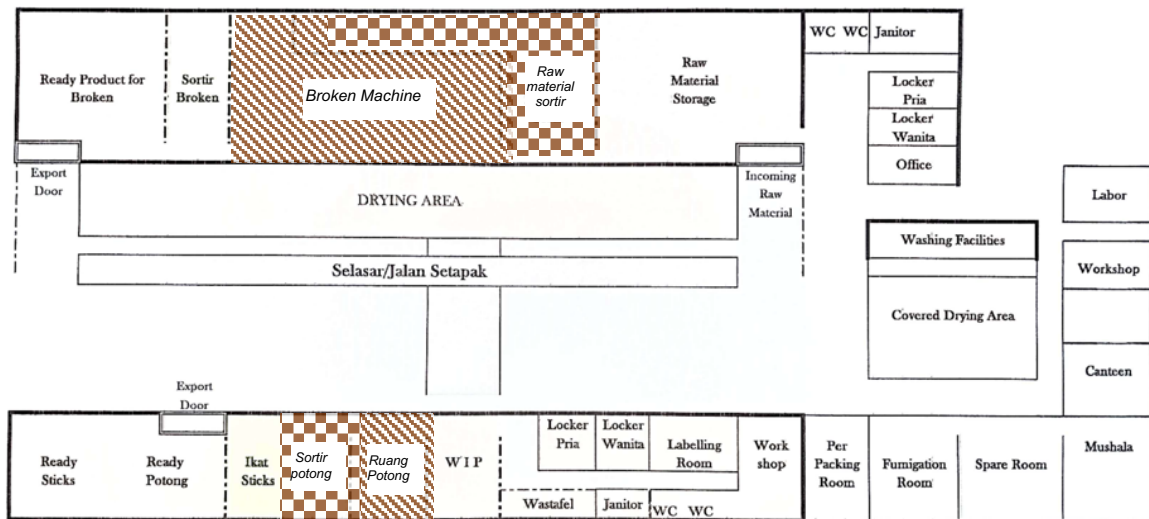 WC WC Janitor
Ready Product for
Broken
Sortir
Broken
Broken Machine
Raw
material
sortir
Raw
Material
Storage
Locker
Pria
Locker
Wanita
Office
Export
Door
DRYING AREA
Incoming
Raw
Material
Labor
Washing Facilities
Selasar/Jalan Setapak
Workshop
Covered Drying Area
Canteen
Export
Door
Ready
Sticks
Ready
Potong
Ikat
Sticks
Sortir
potong
Ruang
Potong
W I P
Locker
Pria
Locker
Wanita
Labelling
Room
Work
shop
Per
Packing
Room
Fumigation
Room
Spare Room
Mushala
Wastafel
Janitor
WC WC